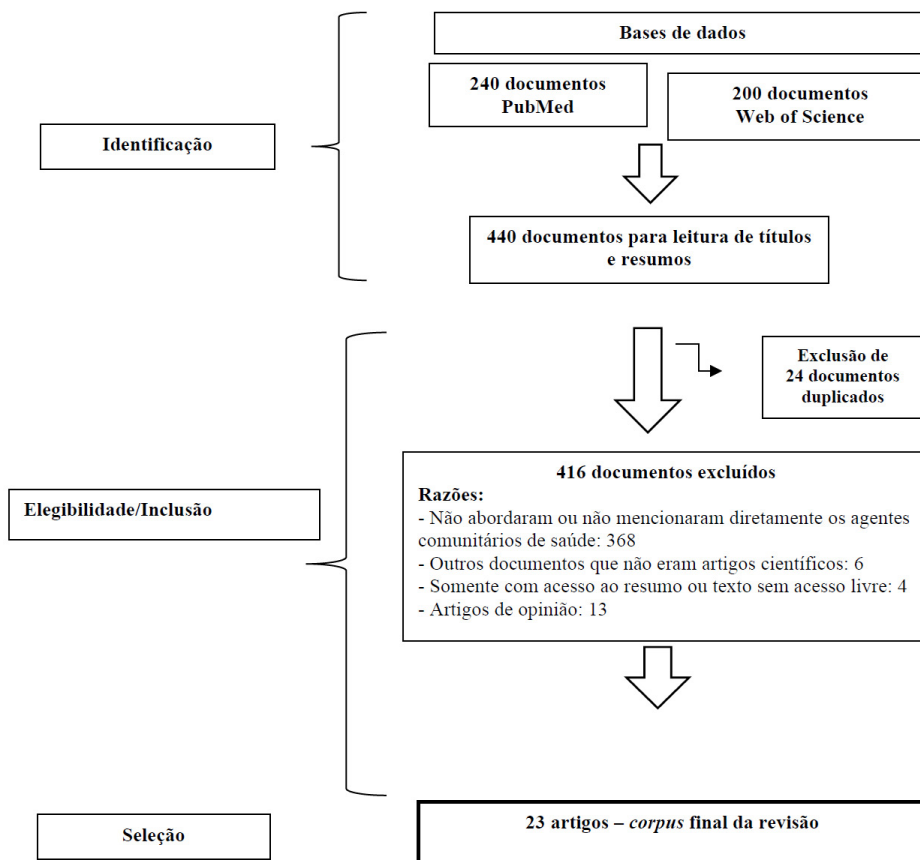 Bases de dados
240 documentos
PubMed
200 documentos
Web of Science
Identificação
440 documentos para leitura de títulos
e resumos
Exclusão de
24 documentos
duplicados
416 documentos excluídos
Razões:
- Não abordaram ou não mencionaram diretamente os agentes
comunitários de saúde: 368
- Outros documentos que não eram artigos científicos: 6
- Somente com acesso ao resumo ou texto sem acesso livre: 4
- Artigos de opinião: 13
Elegibilidade/Inclusão
23 artigos – corpus final da revisão
Seleção